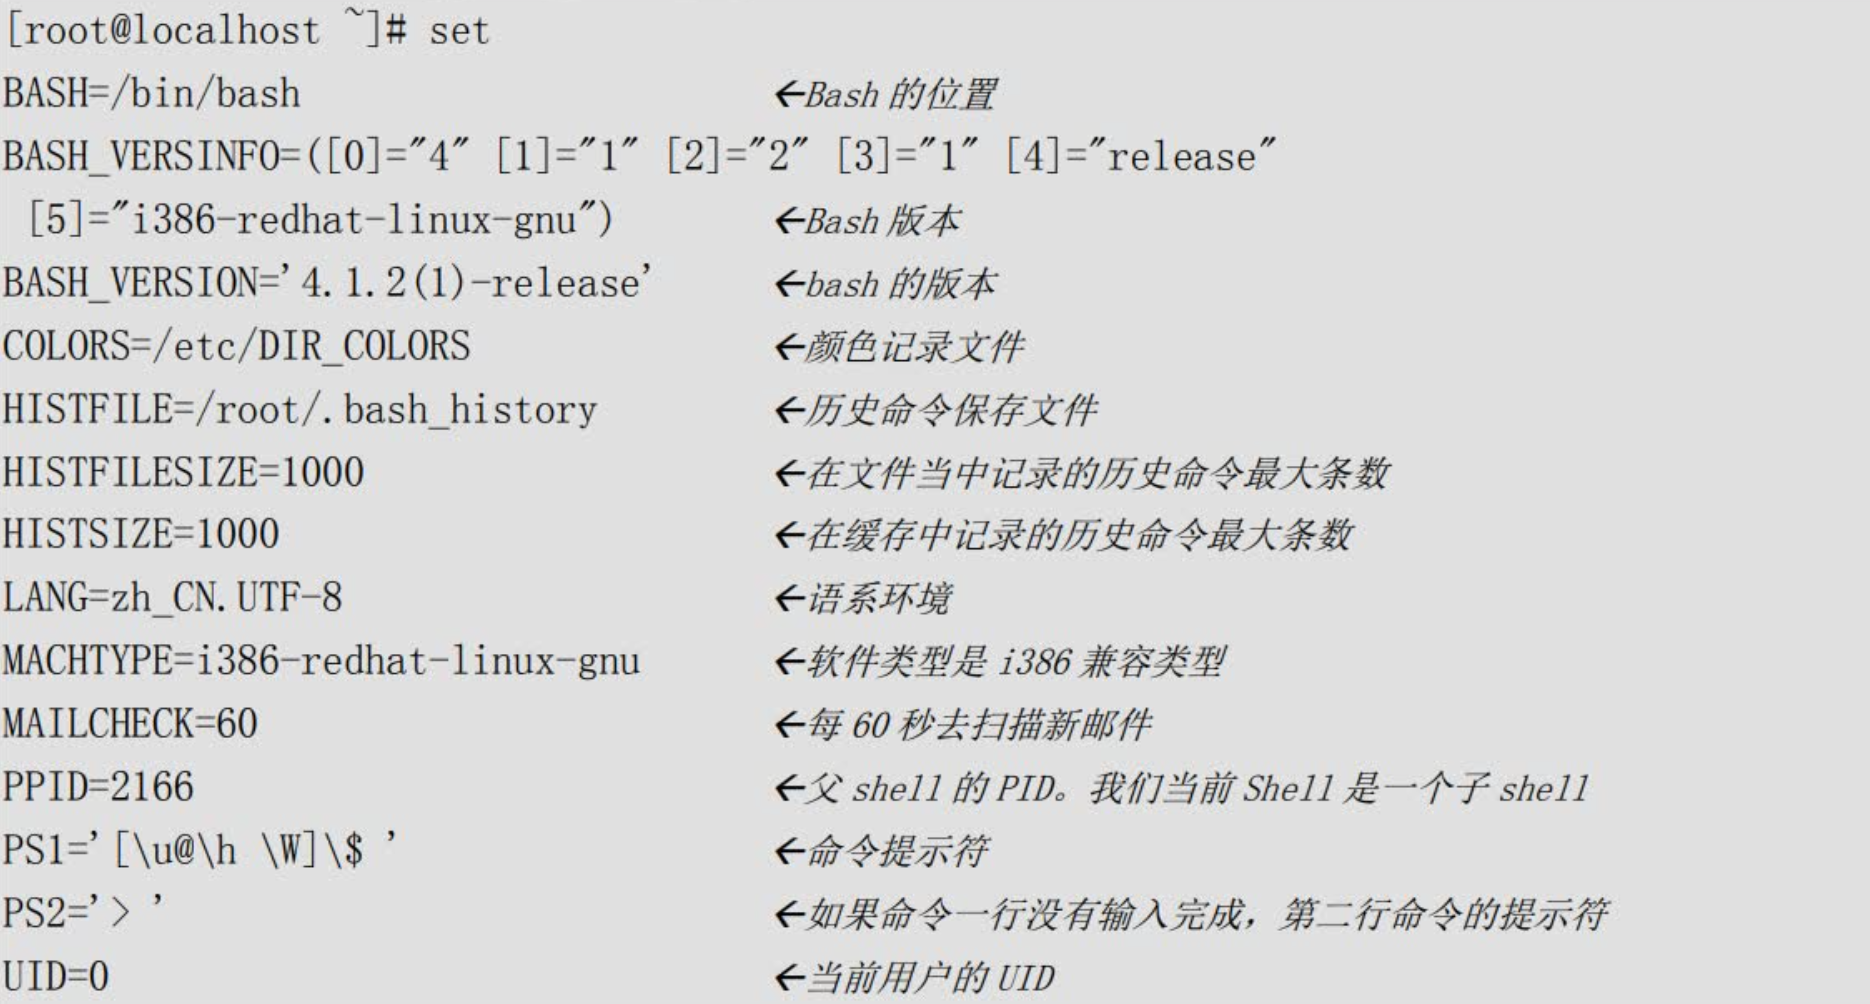 [root@localhost ~]# set
BASH=/bin/bash ←Bash 的位置
BASH_VERSINFO=([0]="4" [1]="1" [2]="2" [3]="1" [4]="release"
[5]="i386-redhat-linux-gnu") ←Bash 版本
BASH_VERSION='4.1.2(1)-release' ←bash 的版本
COLORS=/etc/DIR_COLORS ←颜色记录文件
HISTFILE=/root/.bash_history ←历史命令保存文件
HISTFILESIZE=1000 ←在文件当中记录的历史命令最大条数
HISTSIZE=1000 ←在缓存中记录的历史命令最大条数
LANG=zh_CN.UTF-8 ←语系环境
MACHTYPE=i386-redhat-linux-gnu ←软件类型是 i386 兼容类型
MAILCHECK=60 ←每 60 秒去扫描新邮件
PPID=2166 ←父 shell 的 PID。我们当前 Shell 是一个子 shell
PS1='[\u@\h \W]\$ ' ←命令提示符
PS2='> ' ←如果命令一行没有输入完成，第二行命令的提示符
UID=0 ←当前用户的 UID